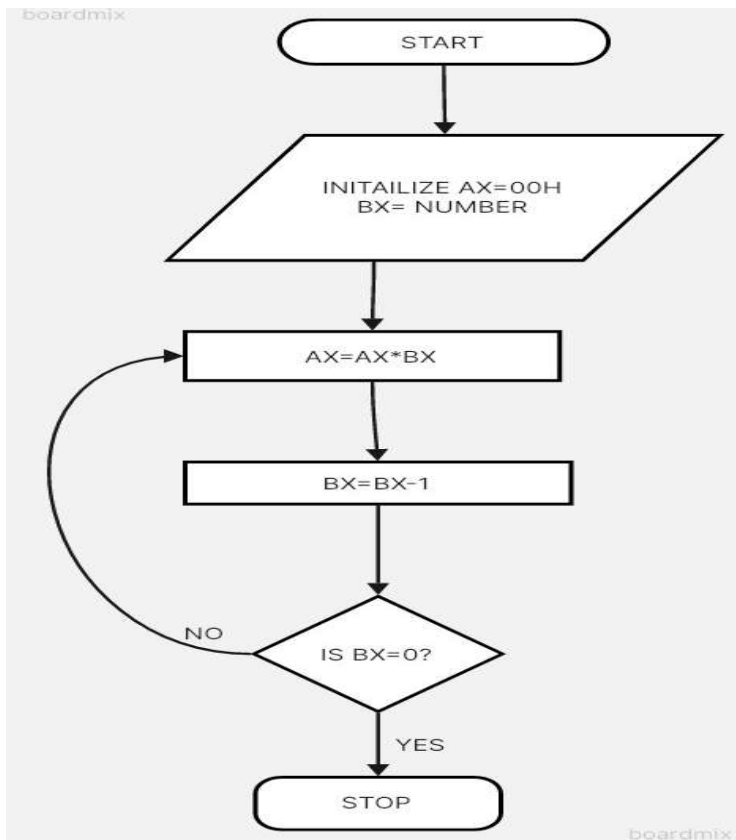 boardmix
START
INITAILIZE AX=00H
BX= NUMBER
AX=AX*BX
BX=BX-1
NO
IS BX=0?
YES
STOP
boardmix